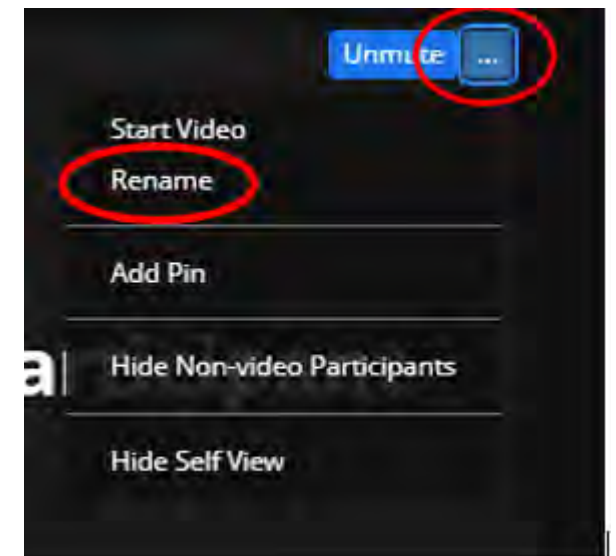 Unmute ...
Start Video
Rename
Add Pin
a
Hide Non-video Participants
Hide Self View